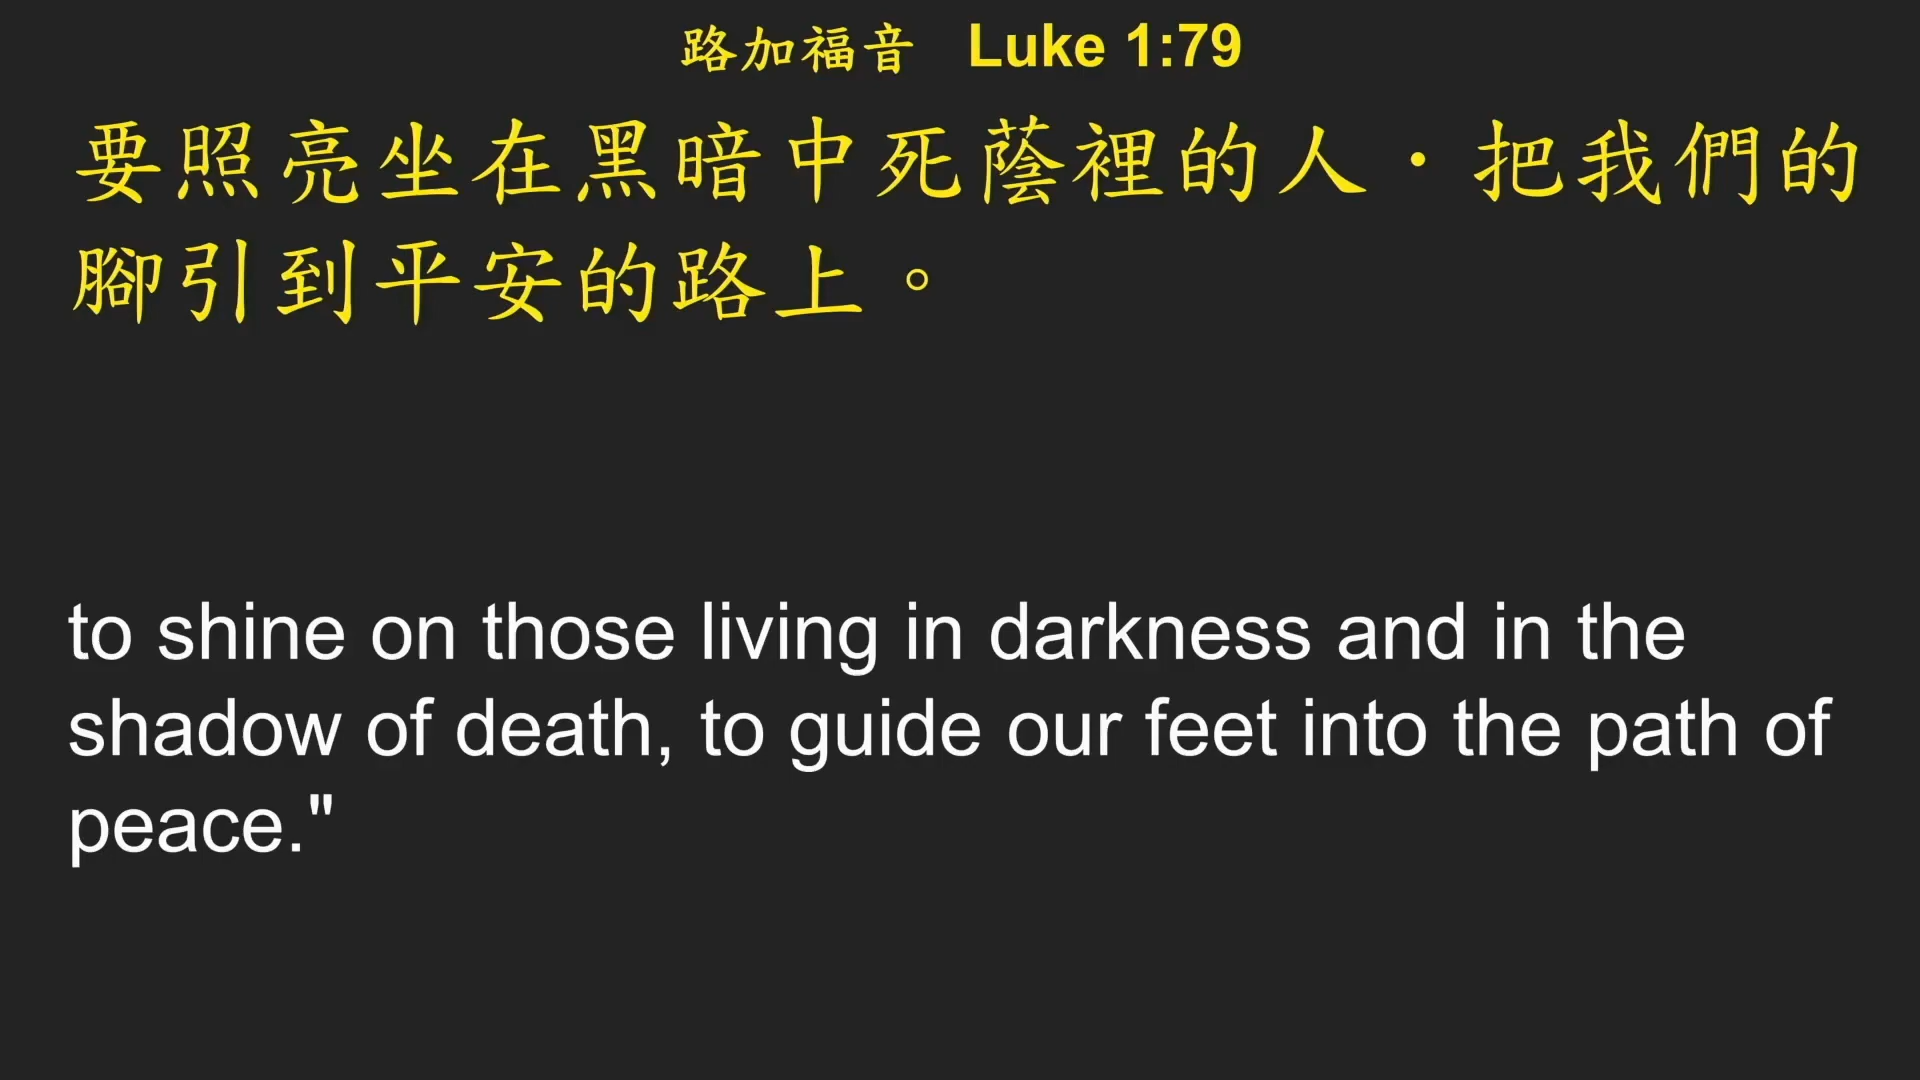 路加福音 Luke 1:79
要照亮坐在黑暗中死蔭裡的人．把我們的
腳引到平安的路上。
to shine on those living in darkness and in the
shadow of death, to guide our feet into the path of
peace."